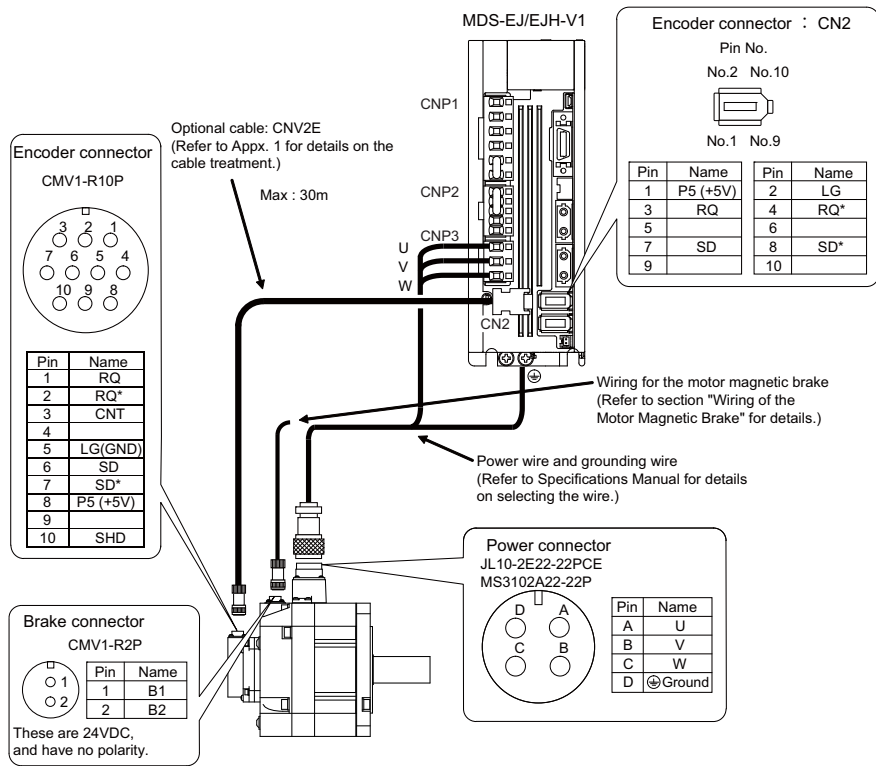 MDS-EJ/EJH-V1
CNP1
CNP2
CNP3
U
V
W
CN2
Encoder connector : CN2
Pin No.
No.2 No.10
No.1 No.9
Pin Name Pin Name
1 P5 (+5V) 2 LG
3 RQ 4 RQ*
5 6
7 SD 8 SD*
9 10
Optional cable: CNV2E
(Refer to Appx. 1 for details on the
cable treatment.)
Max : 30m
Encoder connector
CMV1-R10P
3 2 1
7 6 5 4
10 9 8
Pin Name
1 RQ
2 RQ*
3 CNT
4
5 LG(GND)
6 SD
7 SD*
8 P5 (+5V)
9
10 SHD
Wiring for the motor magnetic brake
(Refer to section "Wiring of the
Motor Magnetic Brake" for details.)
Power wire and grounding wire
(Refer to Specifications Manual for details
on selecting the wire.)
Power connector
JL10-2E22-22PCE
MS3102A22-22P
D A
C B
Pin Name
A U
B V
C W
D Ground
Brake connector
CMV1-R2P
1
2
Pin Name
1 B1
2 B2
These are 24VDC,
and have no polarity.